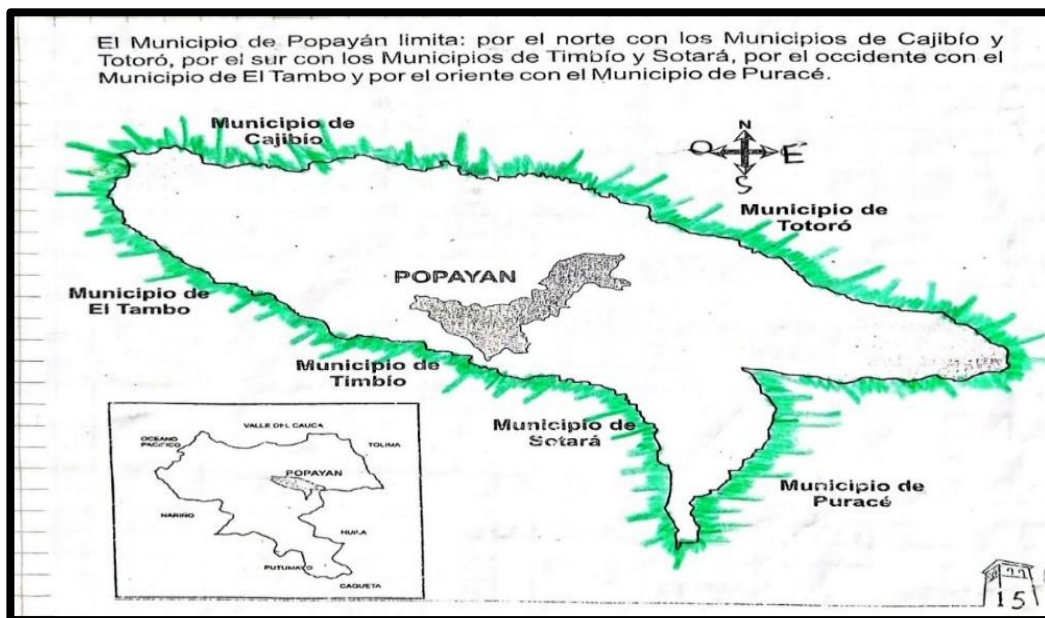 El Municipio de Popayán limita: por el norte con los Municipios de Cajibío y
Totoró, por el sur con los Municipios de Timbío y Sotará, por el occidente con el
Municipio de El Tambo y por el oriente con el Municipio de Puracé.
Municipio de
Cajibío
N
O E
S
Municipio de
Totoró
POPAYAN
Municipio de
El Tambo
Municipio de
Timbío
Municipio de
Sotará
Municipio de
Puracé
VALLE DEL CAUCA
OCEANO
PACIFICO
TOLIMA
POPAYAN
NARIÑO
HUILA
PUTUMAYO
CAQUETA
15